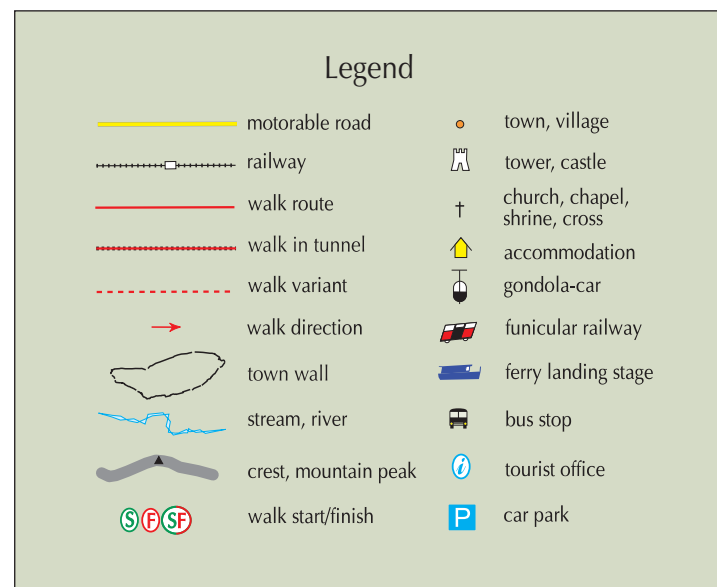 Legend
motorable road
railway
walk route
walk in tunnel
walk variant
walk direction
town wall
stream, river
crest, mountain peak
S F SF walk start/finish
town, village
tower, castle
church, chapel,
shrine, cross
accommodation
gondola-car
funicular railway
ferry landing stage
bus stop
i tourist office
P car park